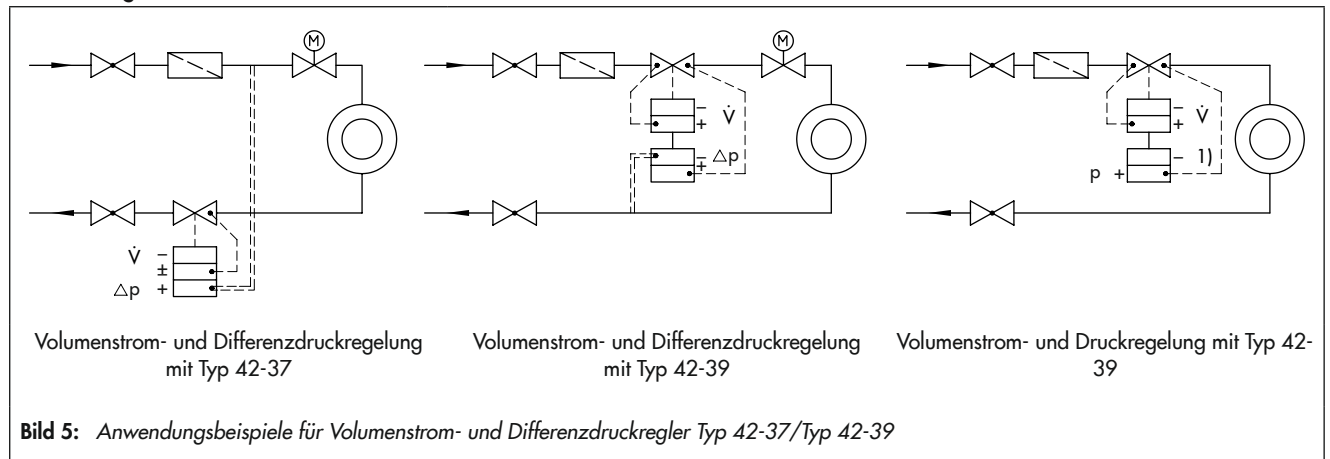 M
M
V̇ −
±
Δp +
−
+ V̇
−
+ Δp
−
+ V̇
− 1)
p +
Volumenstrom- und Differenzdruckregelung
mit Typ 42-37
Volumenstrom- und Differenzdruckregelung
mit Typ 42-39
Volumenstrom- und Druckregelung mit Typ 42-
39
Bild 5: Anwendungsbeispiele für Volumenstrom- und Differenzdruckregler Typ 42-37/Typ 42-39